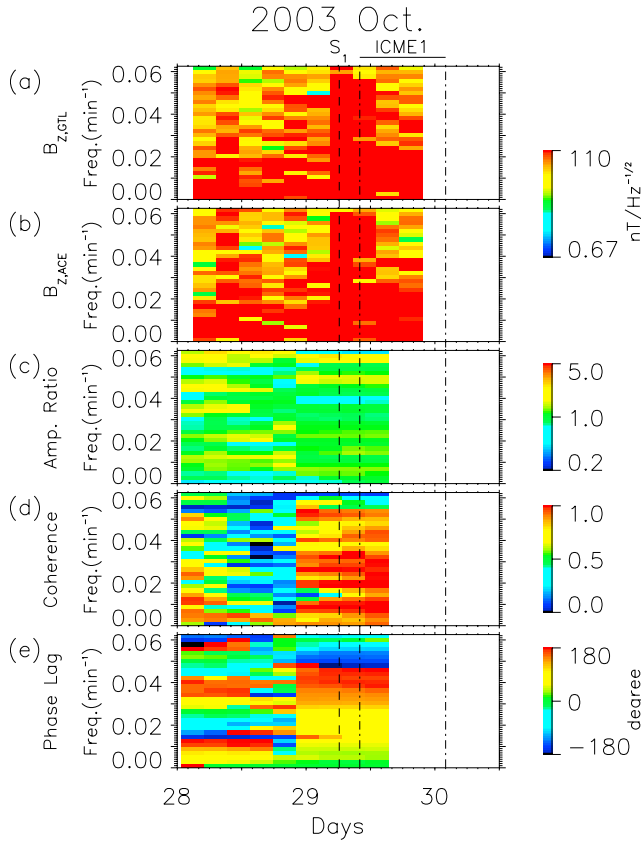 2003 Oct.
S₁ ICME1
(a)
B_Z,GTL
Freq.(min⁻¹)
0.06
0.04
0.02
0.00
110
0.67
nT/Hz⁻¹ᐟ²
(b)
B_Z,ACE
Freq.(min⁻¹)
0.06
0.04
0.02
0.00
(c)
Amp. Ratio
Freq.(min⁻¹)
0.06
0.04
0.02
0.00
5.0
1.0
0.2
(d)
Coherence
Freq.(min⁻¹)
0.06
0.04
0.02
0.00
1.0
0.5
0.0
(e)
Phase Lag
Freq.(min⁻¹)
0.06
0.04
0.02
0.00
180
0
−180
degree
28 29 30
Days